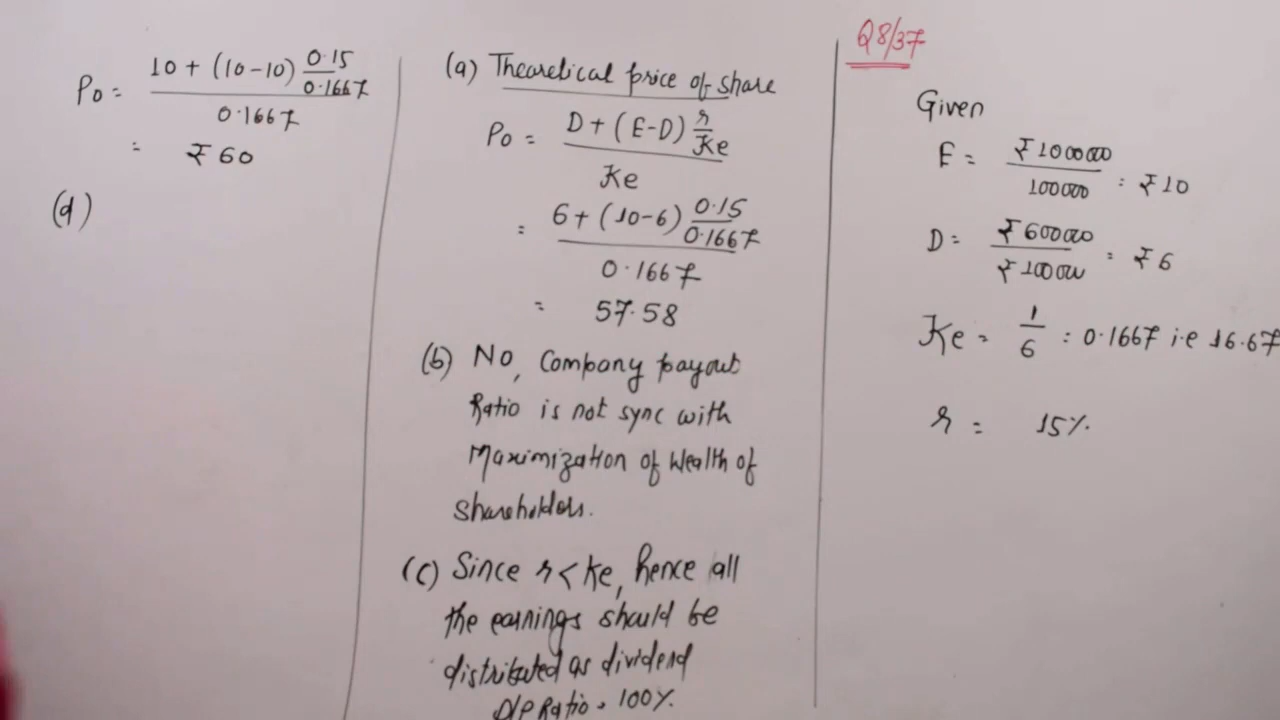 Q8/37
Given
E = ₹1000000 / 100000 = ₹10
D = ₹600000 / ₹100000 = ₹6
Ke = 1/6 = 0.1667 i.e 16.67
r = 15%
(a) Theoretical price of share
P0 = D + (E-D) r/Ke
Ke
= 6 + (10-6) 0.15/0.1667
0.1667
= 57.58
(b) No, Company payout
Ratio is not sync with
Maximization of Wealth of
shareholders.
(c) Since r < Ke, hence all
the earnings should be
distributed as dividend
D/P Ratio = 100%.
P0 = 10 + (10-10) 0.15/0.1667
0.1667
= ₹60
(d)